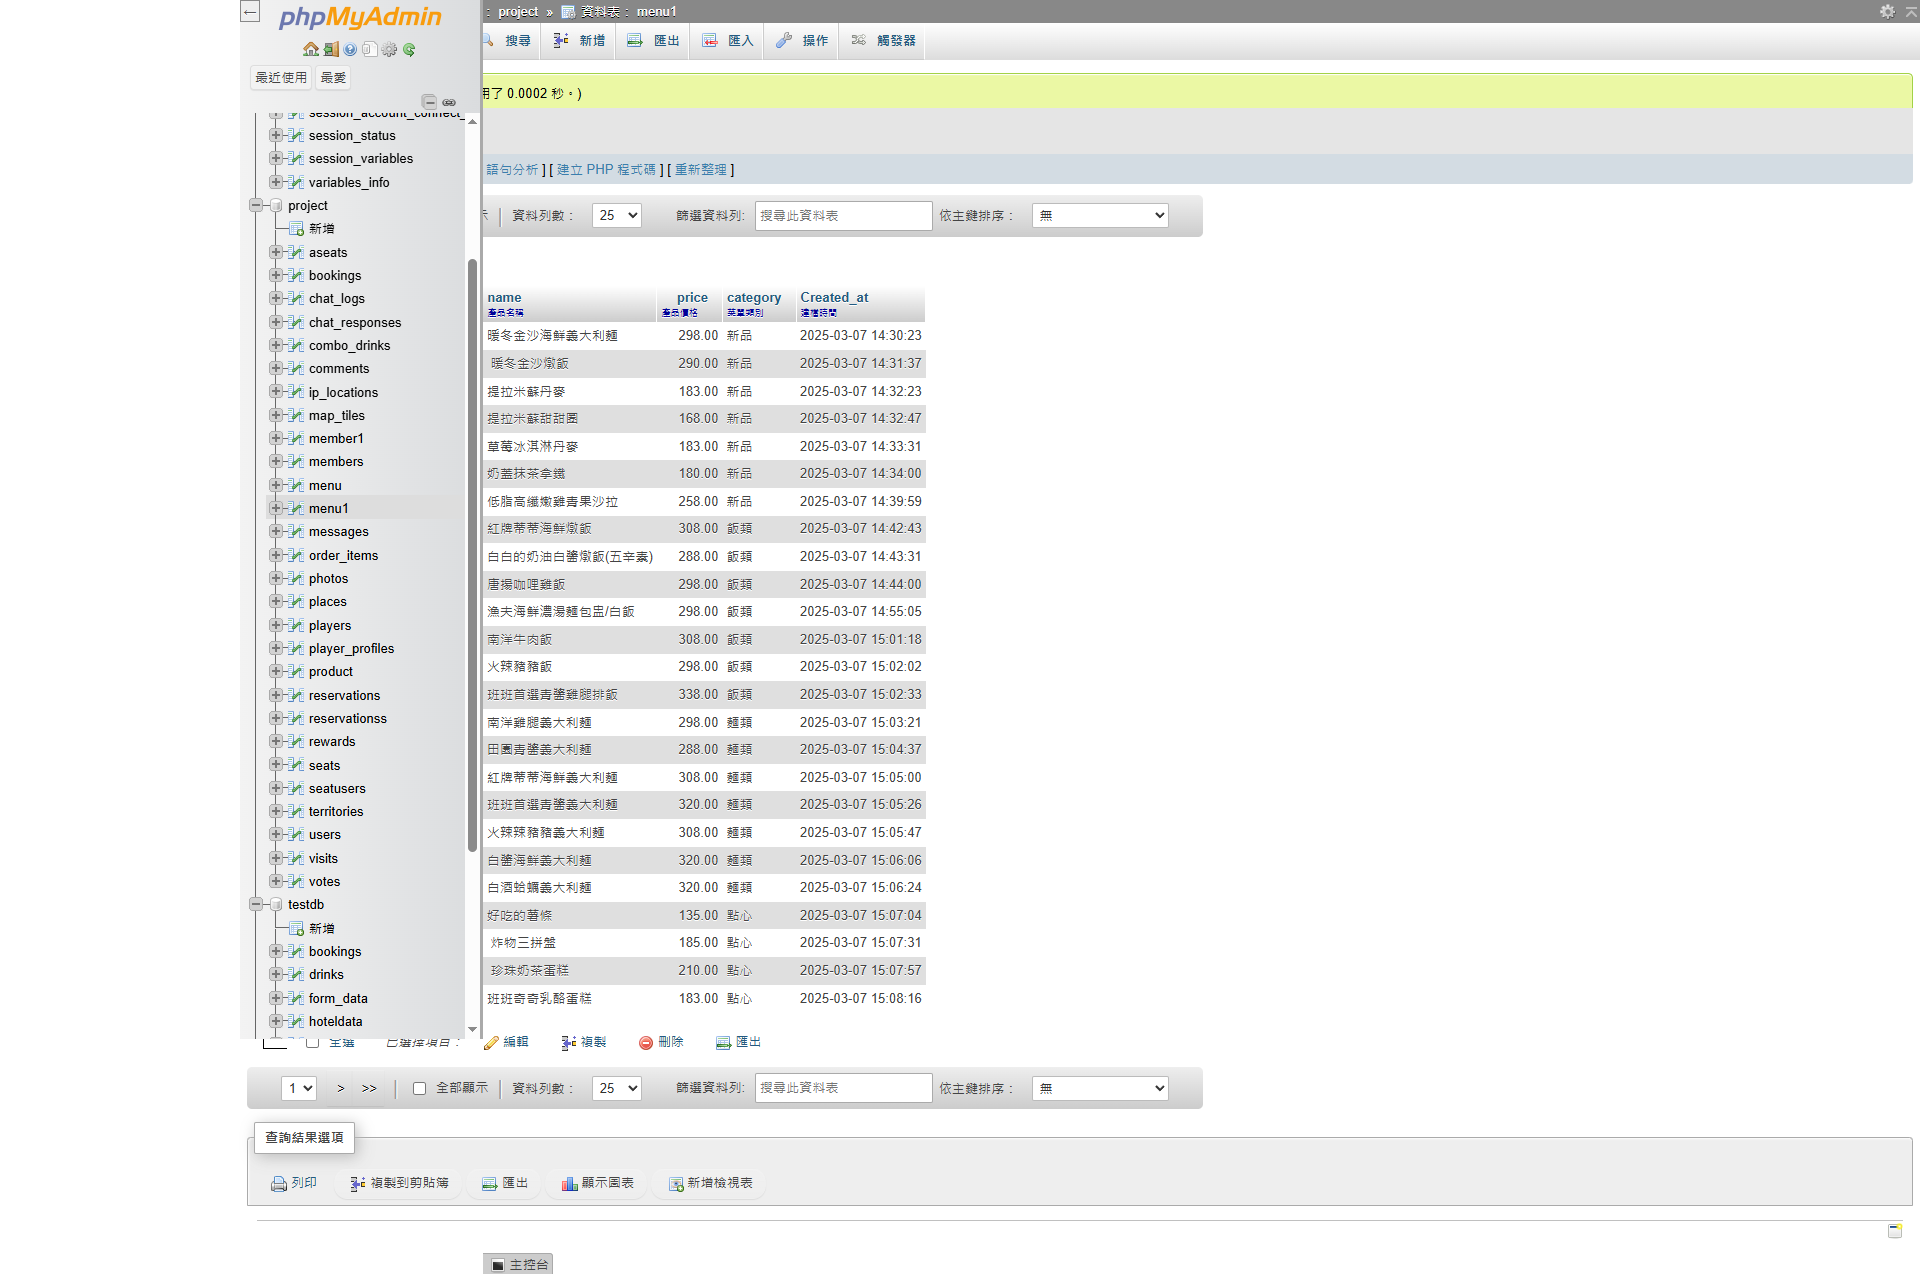 phpMyAdmin
最近使用 最愛
session_account_connect_
session_status
session_variables
variables_info
project
新增
aseats
bookings
chat_logs
chat_responses
combo_drinks
comments
ip_locations
map_tiles
member1
members
menu
menu1
messages
order_items
photos
places
players
player_profiles
product
reservations
reservationss
rewards
seats
seatusers
territories
users
visits
votes
testdb
新增
bookings
drinks
form_data
hoteldata
: project » 資料表: menu1
搜尋 新增 匯出 匯入 操作 觸發器
用了 0.0002 秒。)
語句分析 ] [ 建立 PHP 程式碼 ] [ 重新整理 ]
示 資料列數: 25 篩選資料列: 搜尋此資料表 依主鍵排序: 無
name price category Created_at
產品名稱 產品價格 菜單類別 建檔時間
暖冬金沙海鮮義大利麵 298.00 新品 2025-03-07 14:30:23
暖冬金沙燉飯 290.00 新品 2025-03-07 14:31:37
提拉米蘇丹麥 183.00 新品 2025-03-07 14:32:23
提拉米蘇甜甜圈 168.00 新品 2025-03-07 14:32:47
草莓冰淇淋丹麥 183.00 新品 2025-03-07 14:33:31
奶蓋抹茶拿鐵 180.00 新品 2025-03-07 14:34:00
低脂高纖嫩雞青果沙拉 258.00 新品 2025-03-07 14:39:59
紅牌蒂蒂海鮮燉飯 308.00 飯類 2025-03-07 14:42:43
白白的奶油白醬燉飯(五辛素) 288.00 飯類 2025-03-07 14:43:31
唐揚咖哩雞飯 298.00 飯類 2025-03-07 14:44:00
漁夫海鮮濃湯麵包盅/白飯 298.00 飯類 2025-03-07 14:55:05
南洋牛肉飯 308.00 飯類 2025-03-07 15:01:18
火辣豬豬飯 298.00 飯類 2025-03-07 15:02:02
班班首選青醬雞腿排飯 338.00 飯類 2025-03-07 15:02:33
南洋雞腿義大利麵 298.00 麵類 2025-03-07 15:03:21
田園青醬義大利麵 288.00 麵類 2025-03-07 15:04:37
紅牌蒂蒂海鮮義大利麵 308.00 麵類 2025-03-07 15:05:00
班班首選青醬義大利麵 320.00 麵類 2025-03-07 15:05:26
火辣辣豬豬義大利麵 308.00 麵類 2025-03-07 15:05:47
白醬海鮮義大利麵 320.00 麵類 2025-03-07 15:06:06
白酒蛤蠣義大利麵 320.00 麵類 2025-03-07 15:06:24
好吃的薯條 135.00 點心 2025-03-07 15:07:04
炸物三拼盤 185.00 點心 2025-03-07 15:07:31
珍珠奶茶蛋糕 210.00 點心 2025-03-07 15:07:57
班班奇奇乳酪蛋糕 183.00 點心 2025-03-07 15:08:16
全選 已選擇項目: 編輯 複製 刪除 匯出
1 > >> 全部顯示 資料列數: 25 篩選資料列: 搜尋此資料表 依主鍵排序: 無
查詢結果選項
列印 複製到剪貼簿 匯出 顯示圖表 新增檢視表
主控台